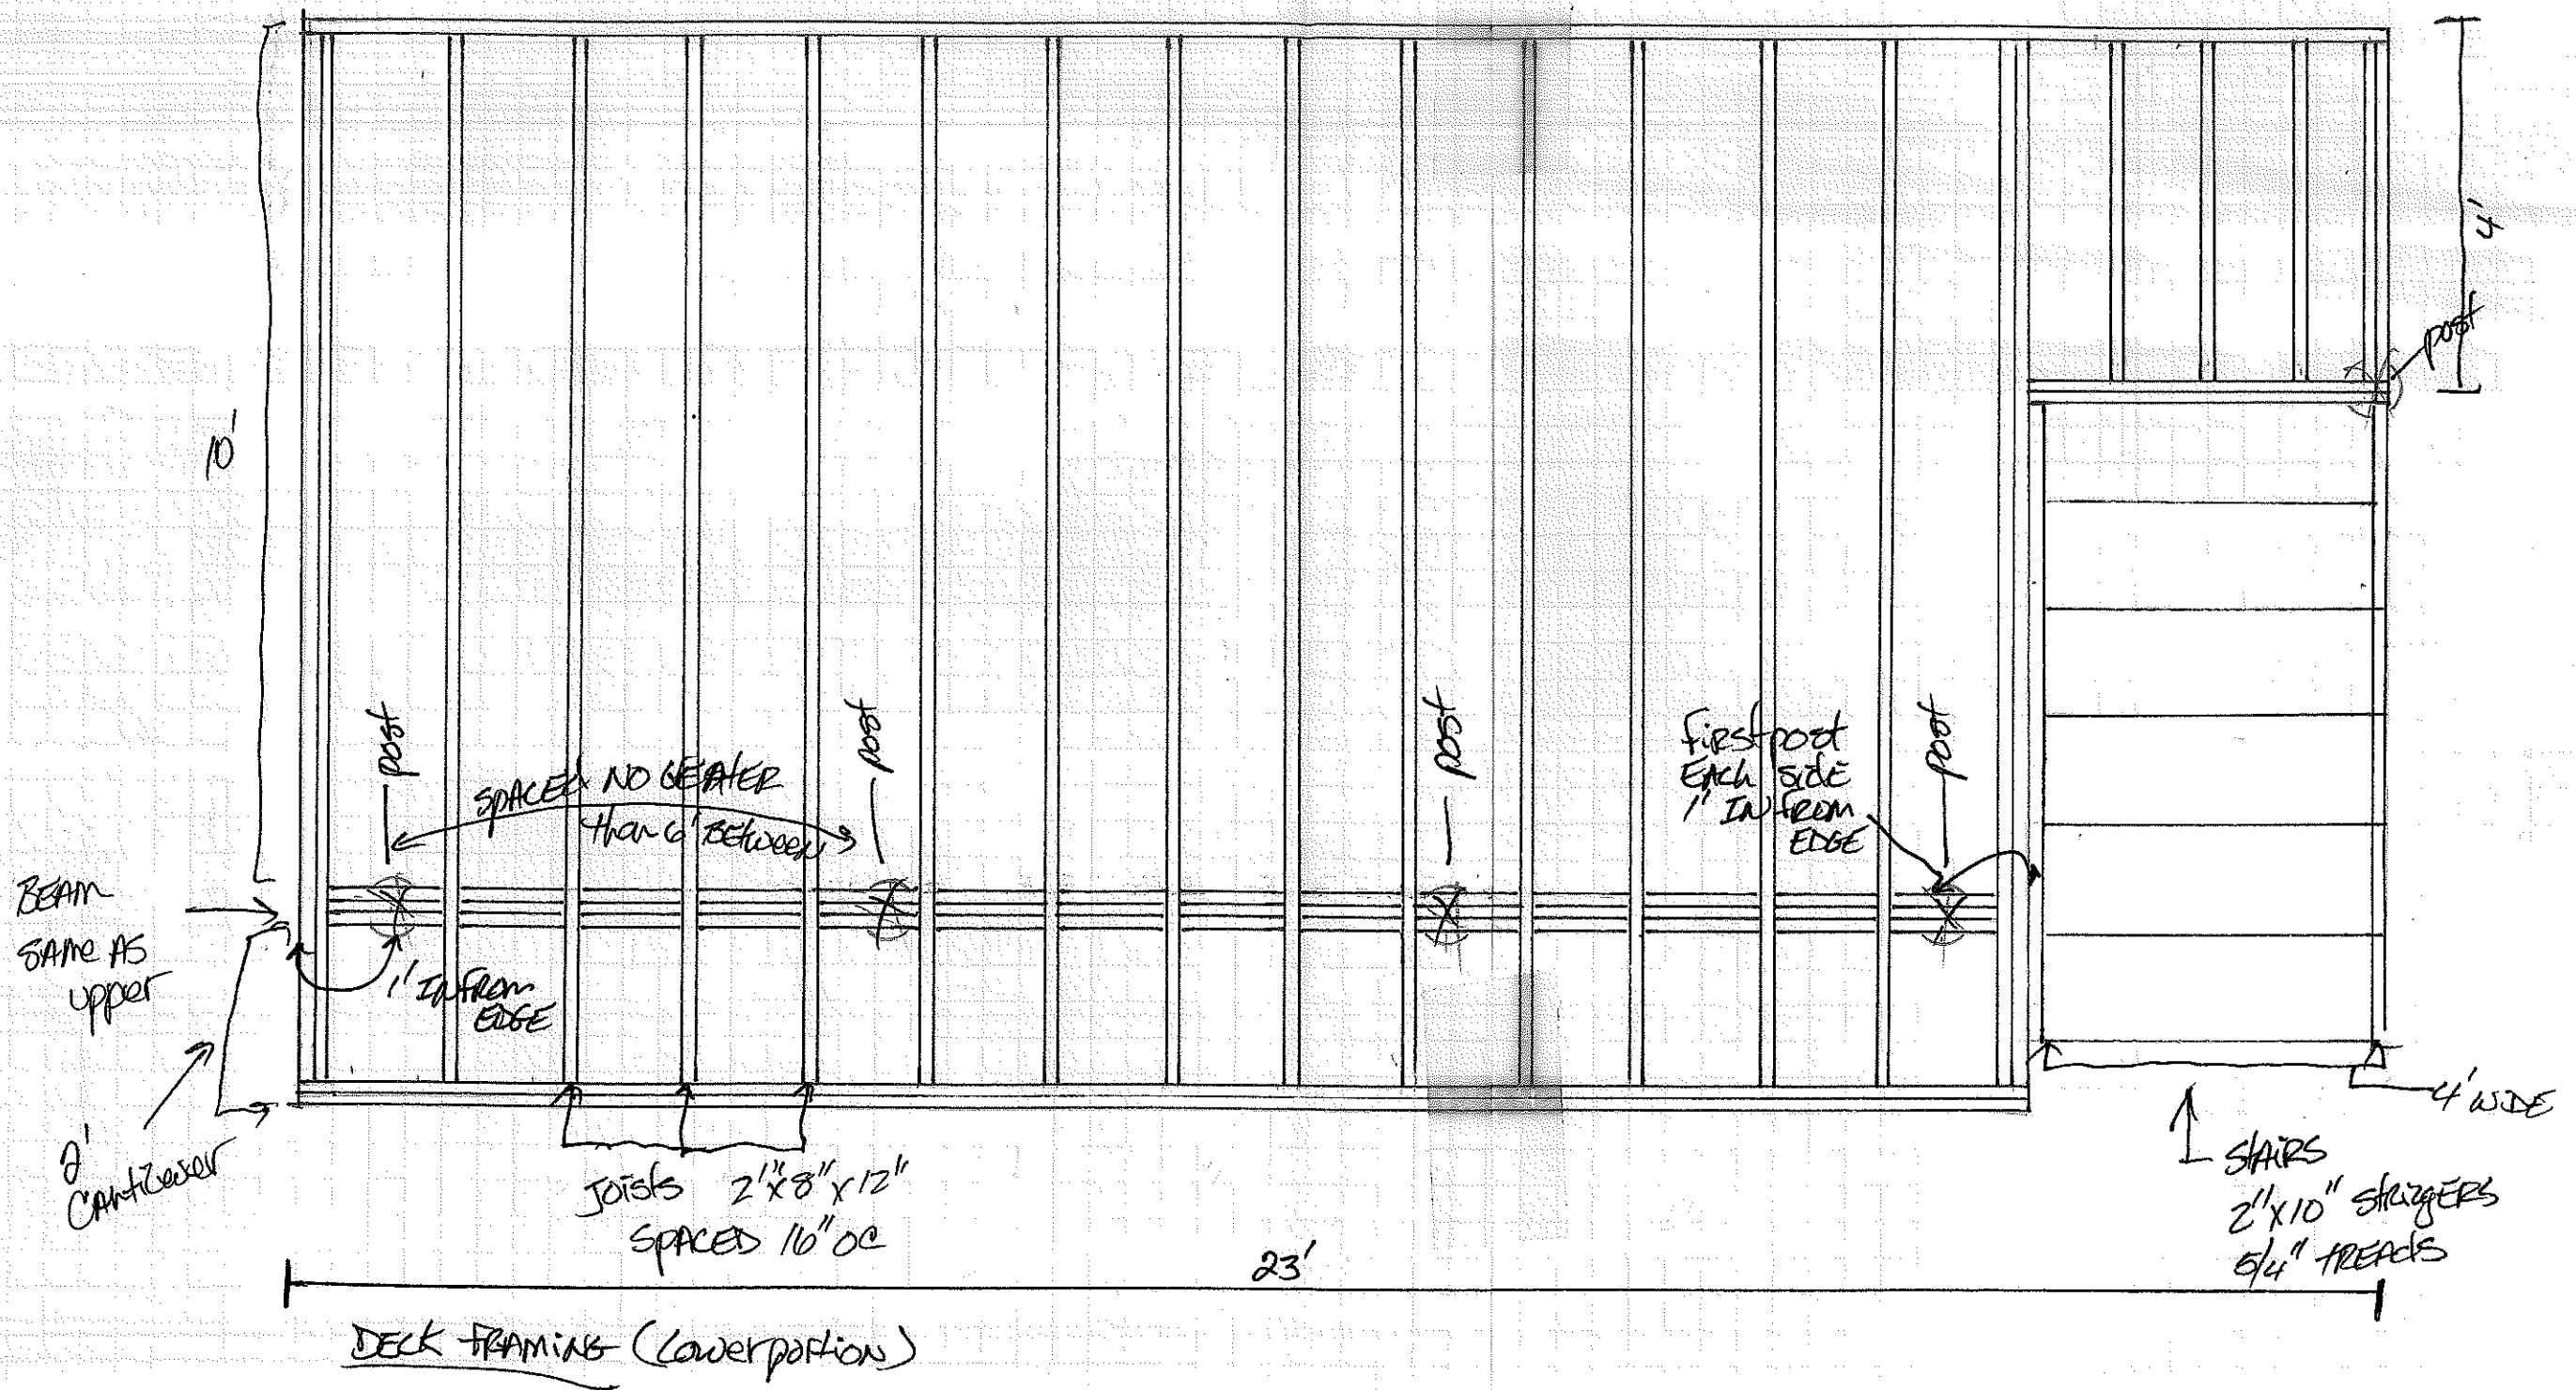 4'
post
10'
post
post
post
post
SPACED NO GEATER
than 6' BETWEEN
first post
EACH SIDE
1' IN FROM
EDGE
BEAM
SAME AS
upper
1' IN FROM
EDGE
2'
CANTILEVER
JOISTS 2"x8"x12"
SPACED 16" OC
4' WIDE
STAIRS
2"x10" STRINGERS
5/4" TREADS
23'
DECK FRAMING (Lower portion)